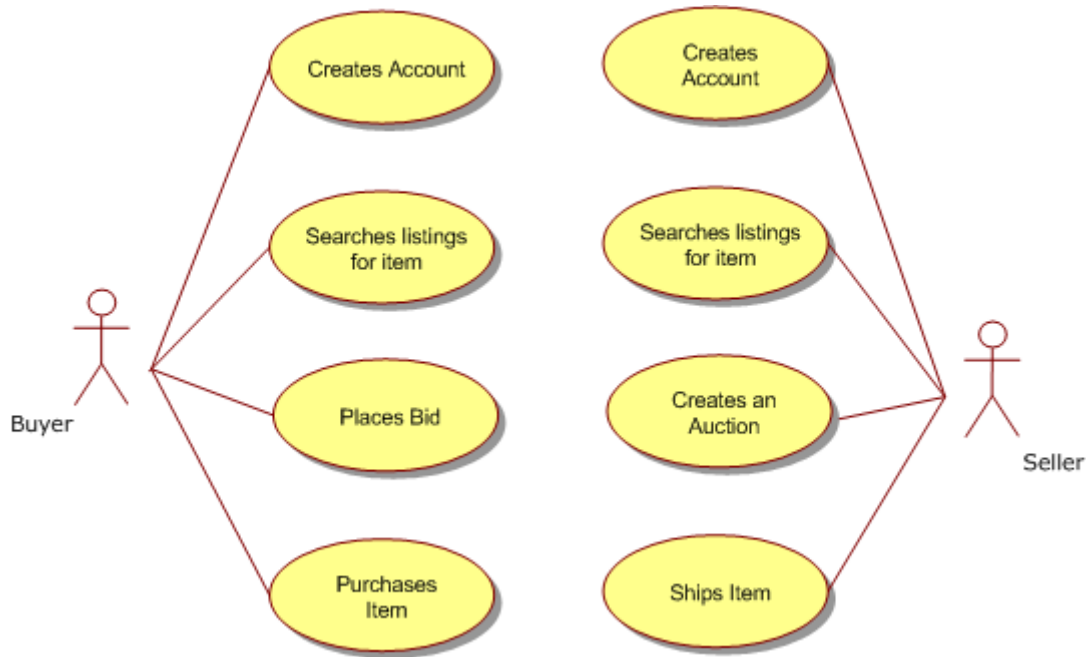 Creates Account
Creates
Account
Searches listings
for item
Searches listings
for item
Buyer
Places Bid
Creates an
Auction
Seller
Purchases
Item
Ships Item